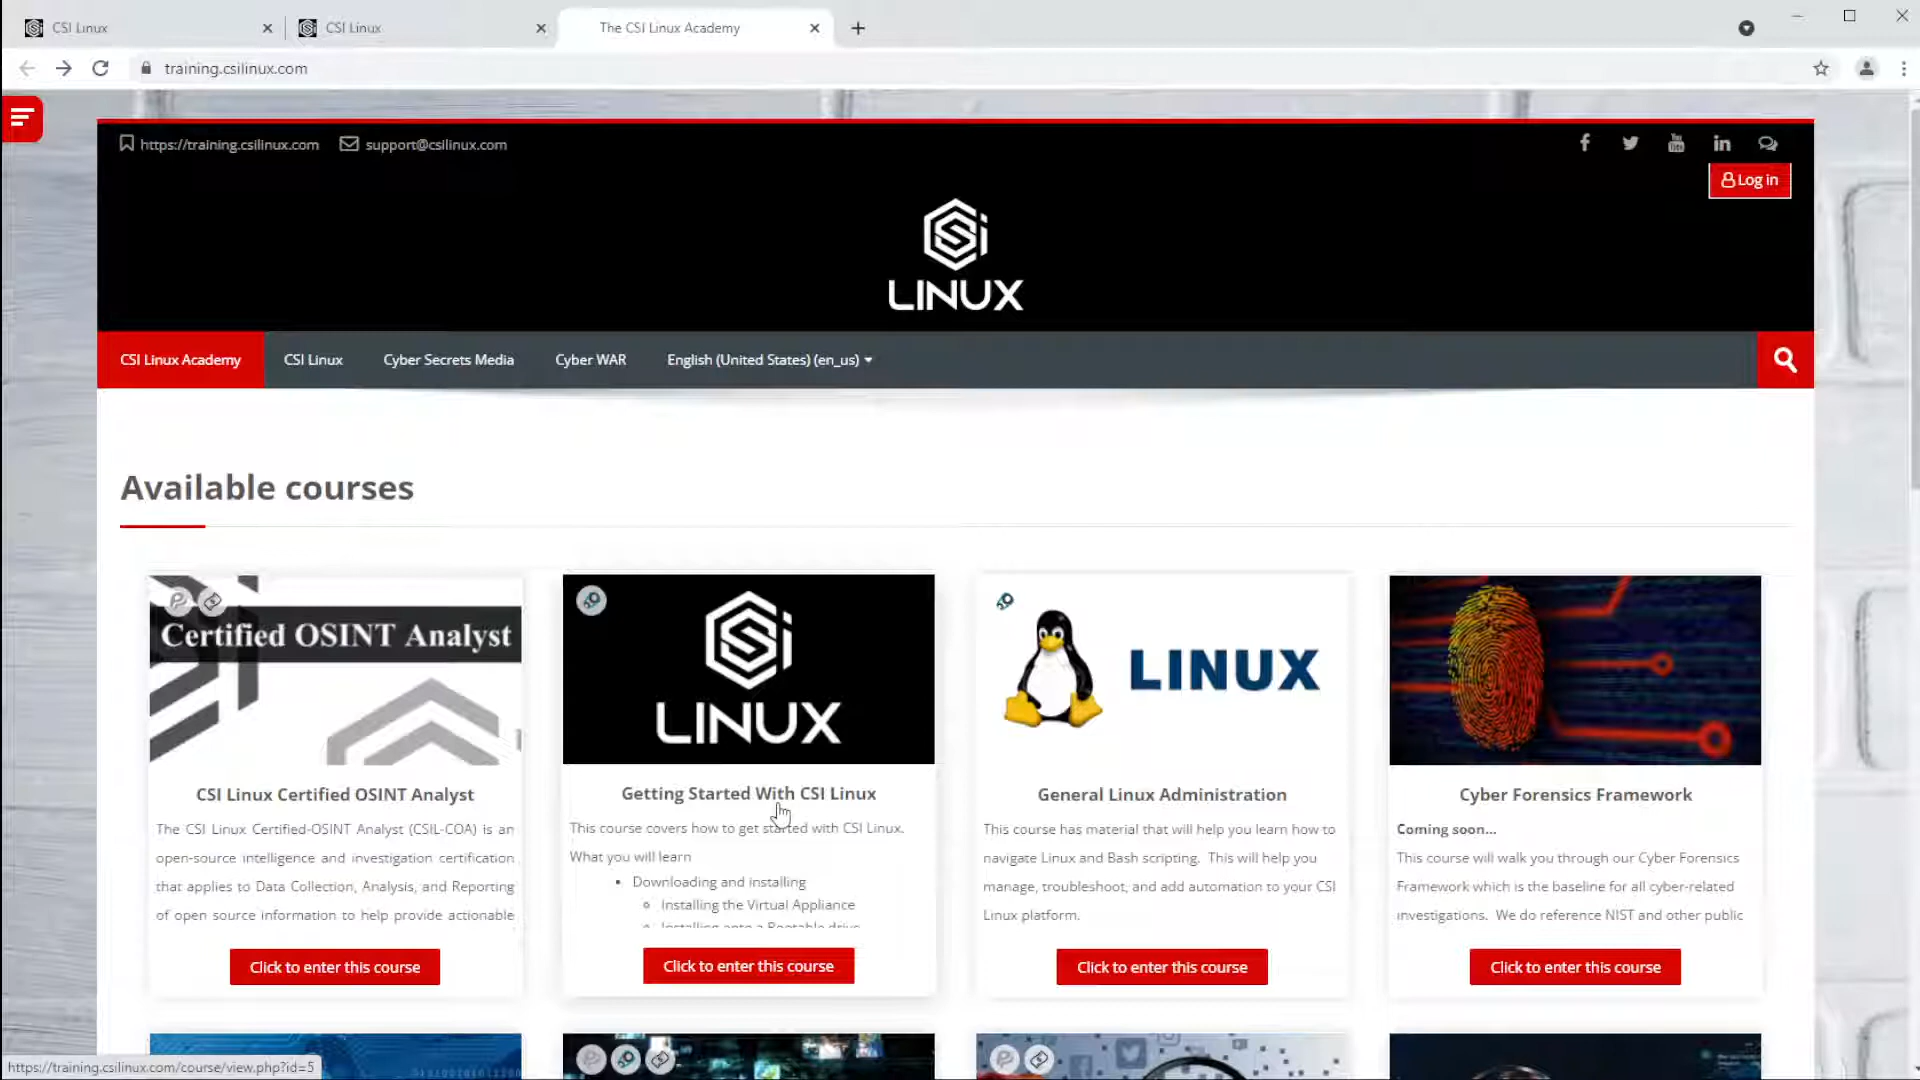 CSI Linux
CSI Linux
The CSI Linux Academy
training.csilinux.com
https://training.csilinux.com
support@csilinux.com
You
Tube
in
Log in
LINUX
CSI Linux Academy
CSI Linux
Cyber Secrets Media
Cyber WAR
English (United States) (en_us)
Available courses
Certified OSINT Analyst
CSI Linux Certified OSINT Analyst
The CSI Linux Certified-OSINT Analyst (CSIL-COA) is an
open-source intelligence and investigation certification
that applies to Data Collection, Analysis, and Reporting
of open source information to help provide actionable
Click to enter this course
LINUX
Getting Started With CSI Linux
This course covers how to get started with CSI Linux.
What you will learn
Downloading and installing
Installing the Virtual Appliance
Installing onto a Bootable drive
Click to enter this course
LINUX
General Linux Administration
This course has material that will help you learn how to
navigate Linux and Bash scripting. This will help you
manage, troubleshoot, and add automation to your CSI
Linux platform.
Click to enter this course
Cyber Forensics Framework
Coming soon...
This course will walk you through our Cyber Forensics
Framework which is the baseline for all cyber-related
investigations. We do reference NIST and other public
Click to enter this course
https://training.csilinux.com/course/view.php?id=5